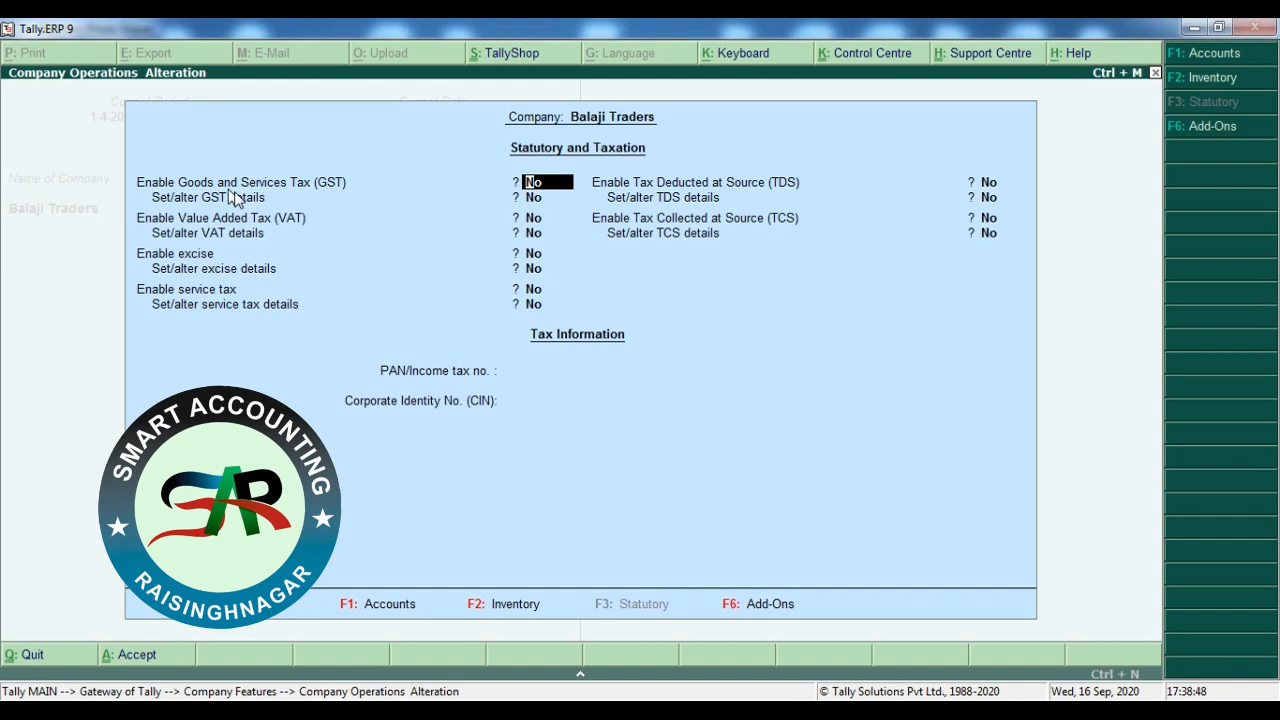 Tally.ERP 9
P: Print E: Export M: E-Mail O: Upload S: TallyShop G: Language K: Keyboard K: Control Centre H: Support Centre H: Help
F1: Accounts
Company Operations Alteration Ctrl + M
F2: Inventory
F3: Statutory
F6: Add-Ons
1-4-20
Name of Company
Balaji Traders
Company: Balaji Traders
Statutory and Taxation
Enable Goods and Services Tax (GST) ? No Enable Tax Deducted at Source (TDS) ? No
Set/alter GST details ? No Set/alter TDS details ? No
Enable Value Added Tax (VAT) ? No Enable Tax Collected at Source (TCS) ? No
Set/alter VAT details ? No Set/alter TCS details ? No
Enable excise ? No
Set/alter excise details ? No
Enable service tax ? No
Set/alter service tax details ? No
Tax Information
PAN/Income tax no. :
Corporate Identity No. (CIN):
SMART ACCOUNTING
SAR
RAISINGHNAGAR
F1: Accounts F2: Inventory F3: Statutory F6: Add-Ons
Q: Quit A: Accept
Ctrl + N
Tally MAIN --> Gateway of Tally --> Company Features --> Company Operations Alteration © Tally Solutions Pvt Ltd., 1988-2020 Wed, 16 Sep, 2020 17:38:48